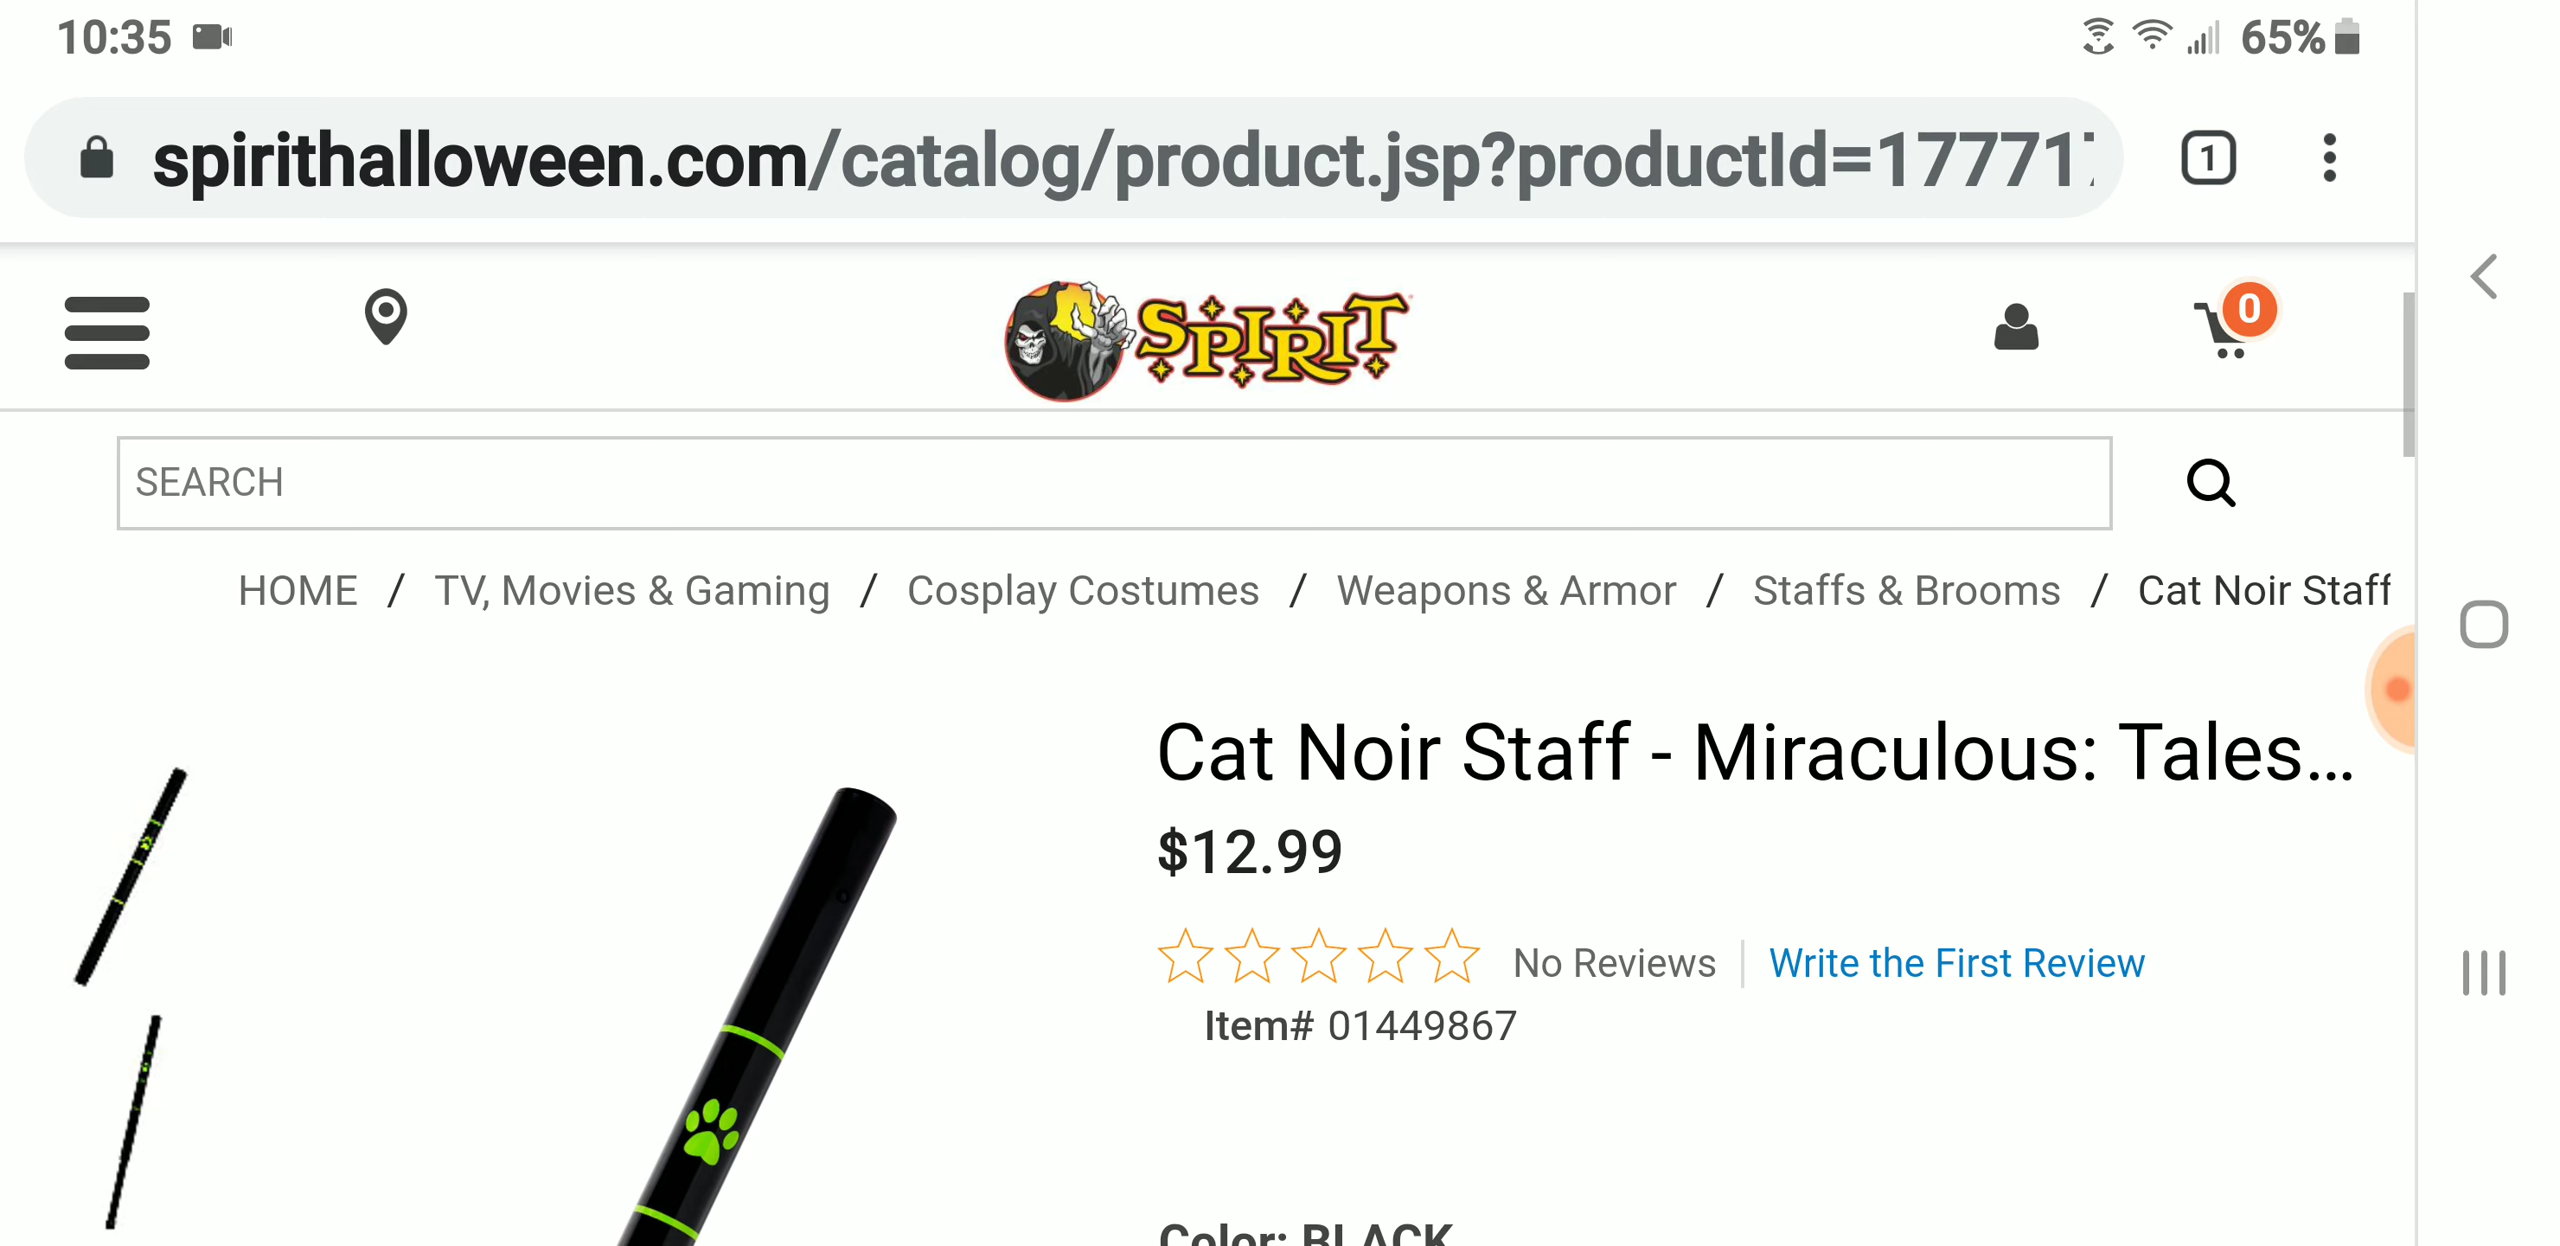 10:35
65%
spirithalloween.com/catalog/product.jsp?productId=17771
1
SPIRIT
0
SEARCH
HOME / TV, Movies & Gaming / Cosplay Costumes / Weapons & Armor / Staffs & Brooms / Cat Noir Staff
Cat Noir Staff - Miraculous: Tales...
$12.99
No Reviews | Write the First Review
Item# 01449867
Color: BLACK